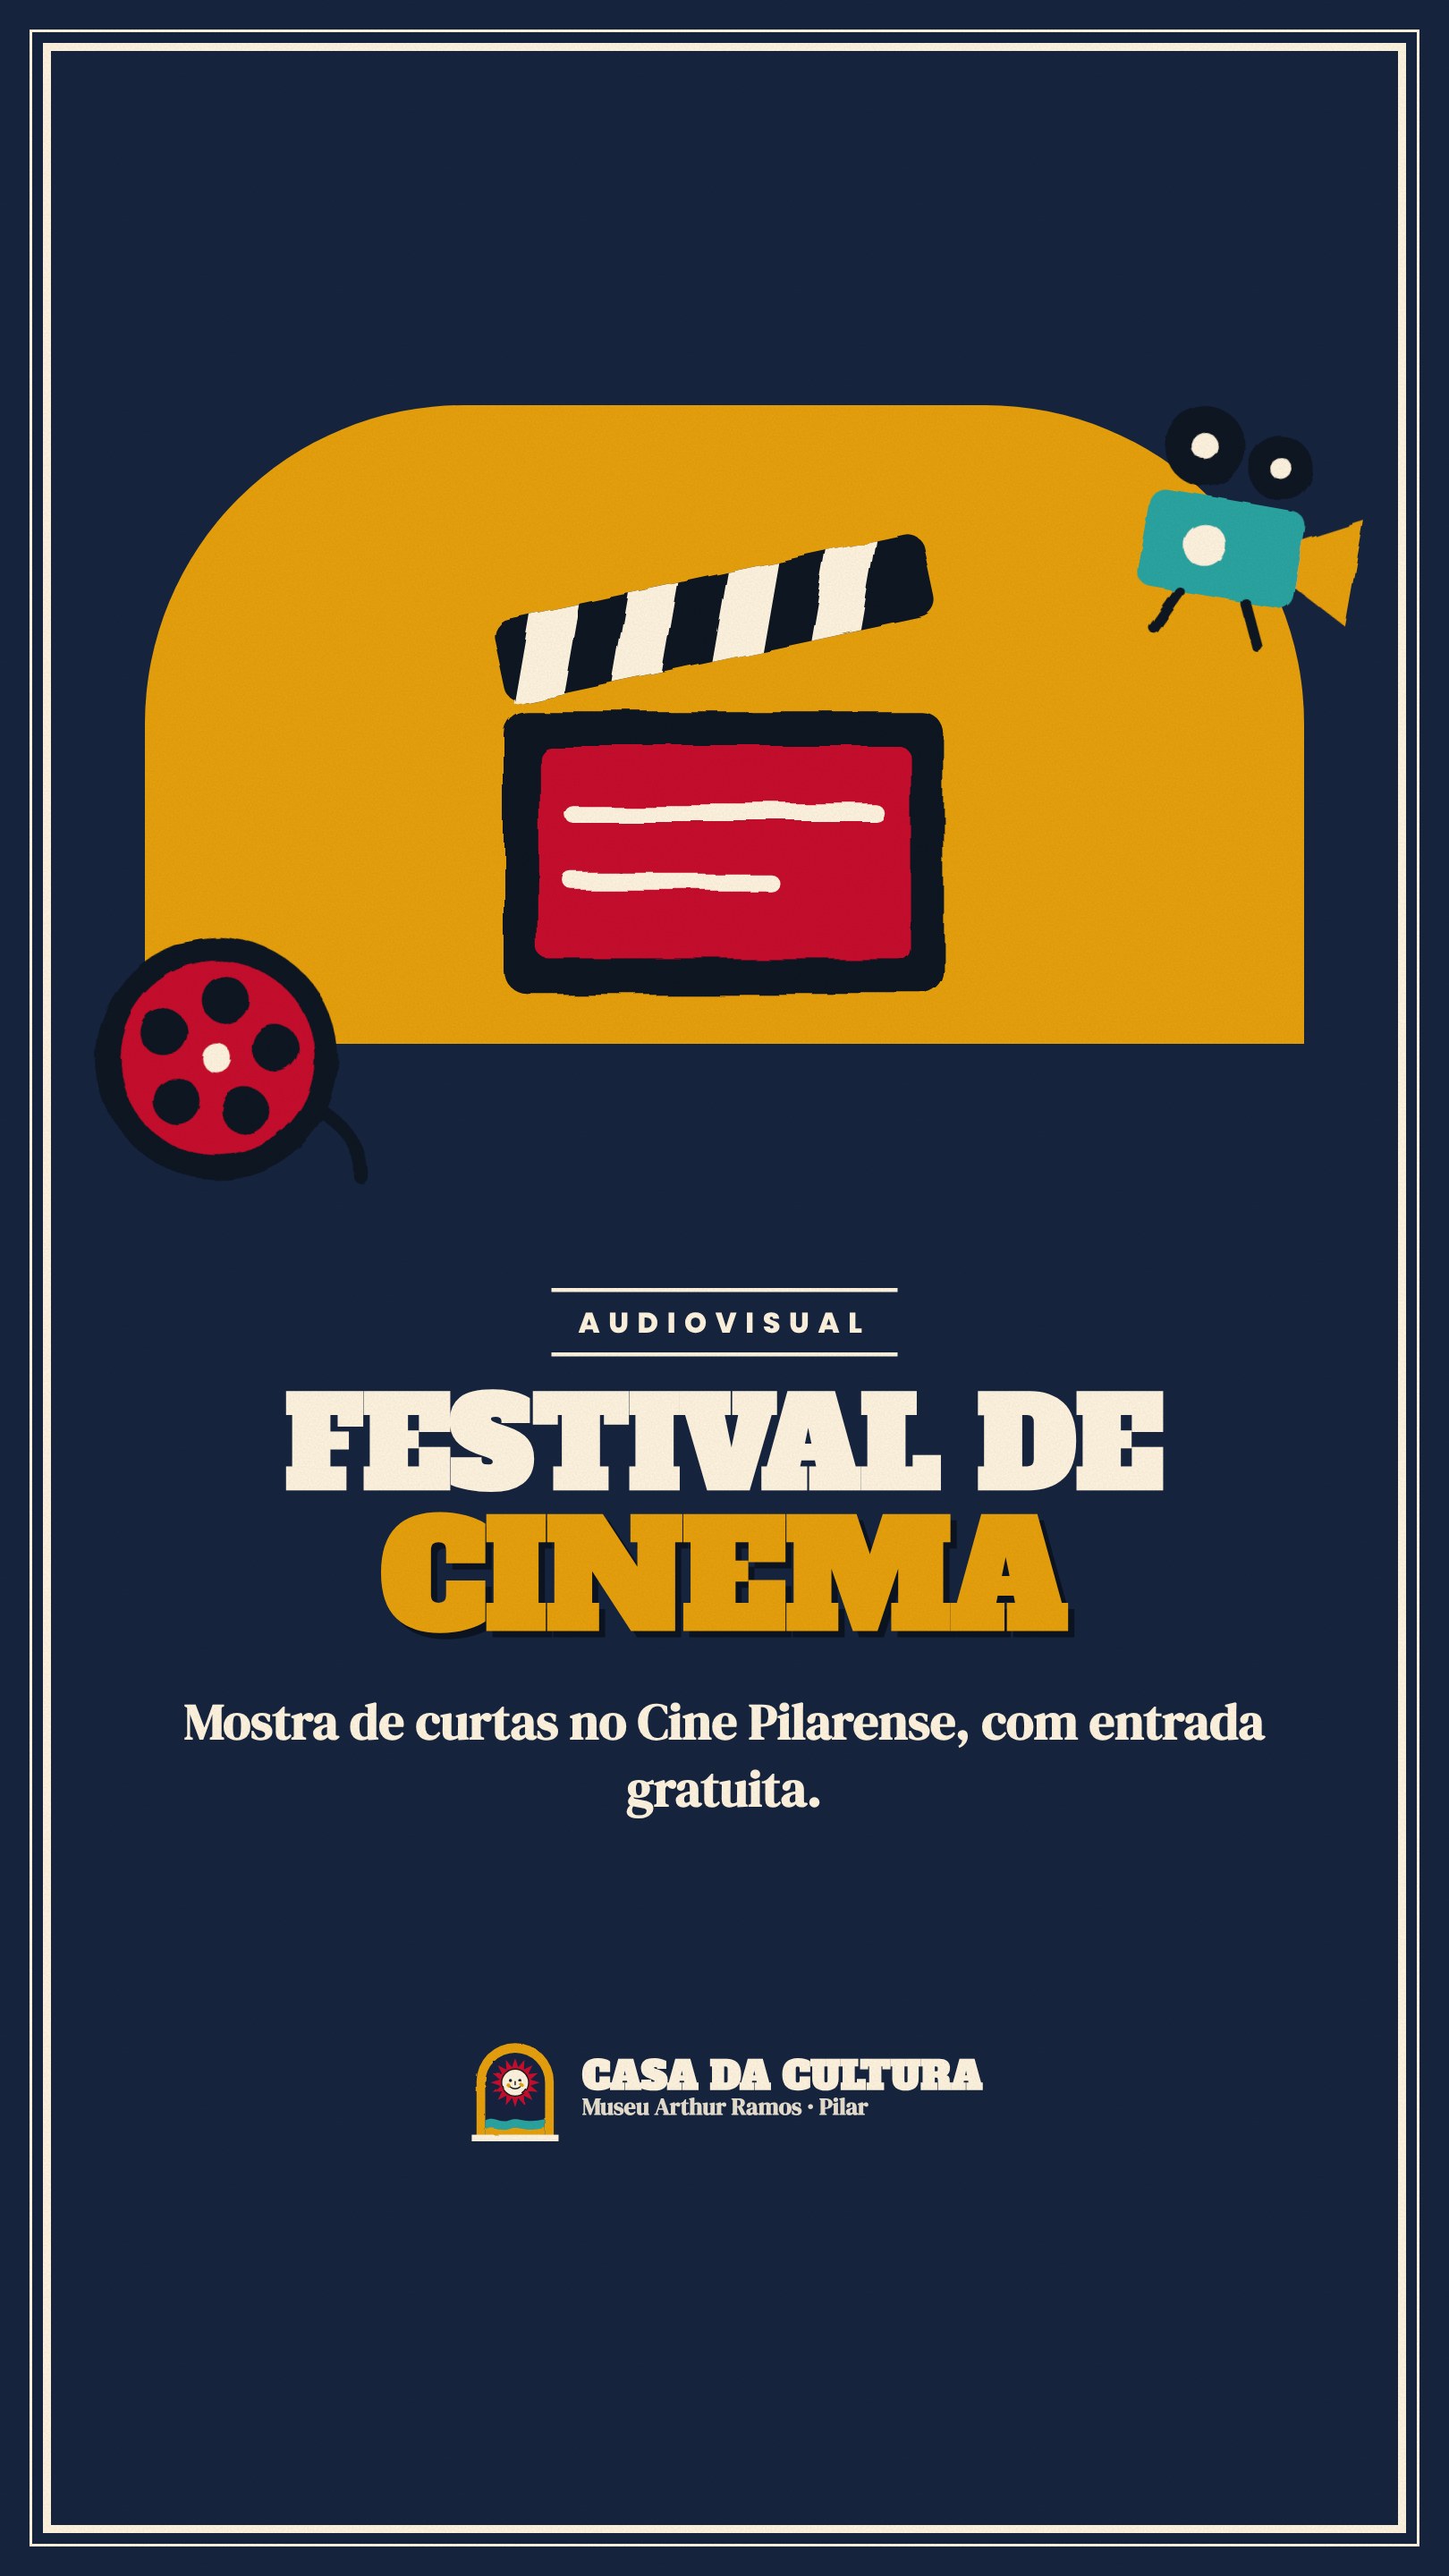 AUDIOVISUAL
FESTIVAL DE
CINEMA
Mostra de curtas no Cine Pilarense, com entrada
gratuita.
CASA DA CULTURA
Museu Arthur Ramos • Pilar